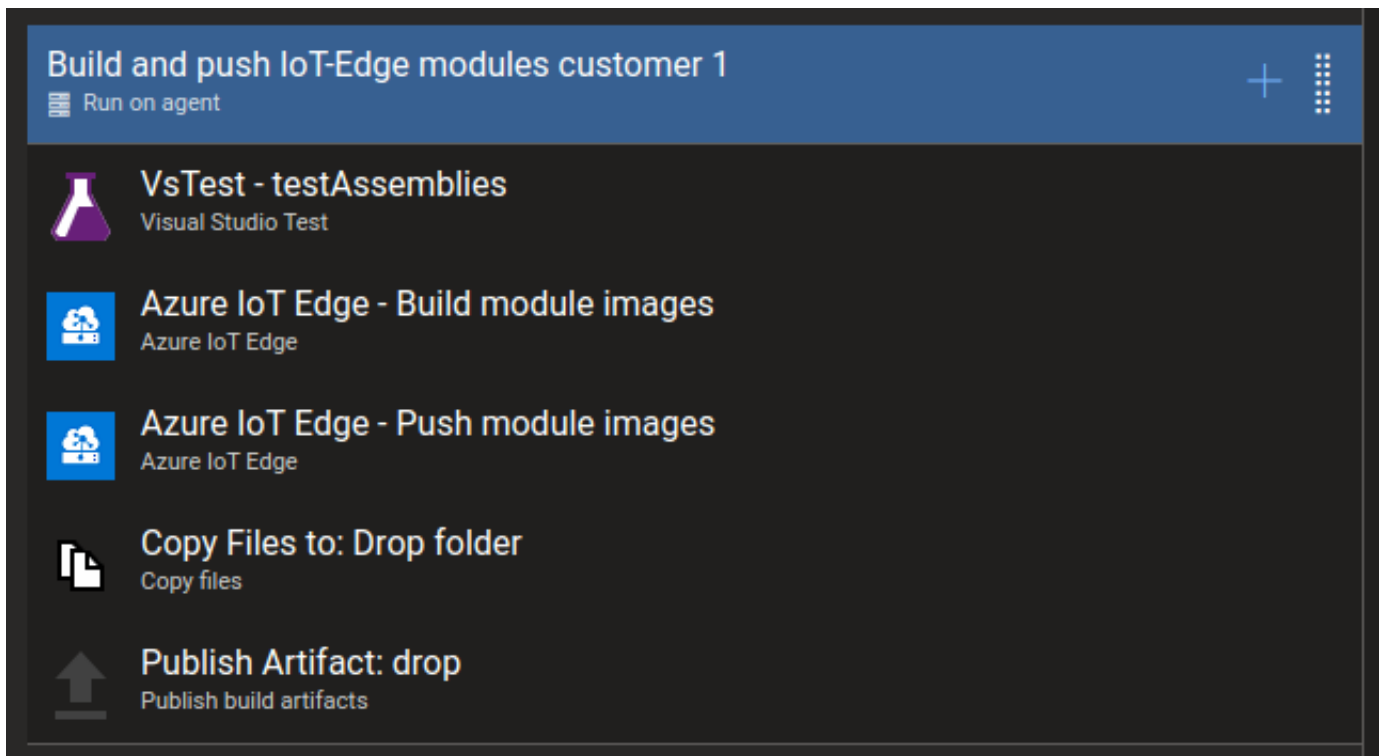 Build and push IoT-Edge modules customer 1
Run on agent
VsTest - testAssemblies
Visual Studio Test
Azure IoT Edge - Build module images
Azure IoT Edge
Azure IoT Edge - Push module images
Azure IoT Edge
Copy Files to: Drop folder
Copy files
Publish Artifact: drop
Publish build artifacts